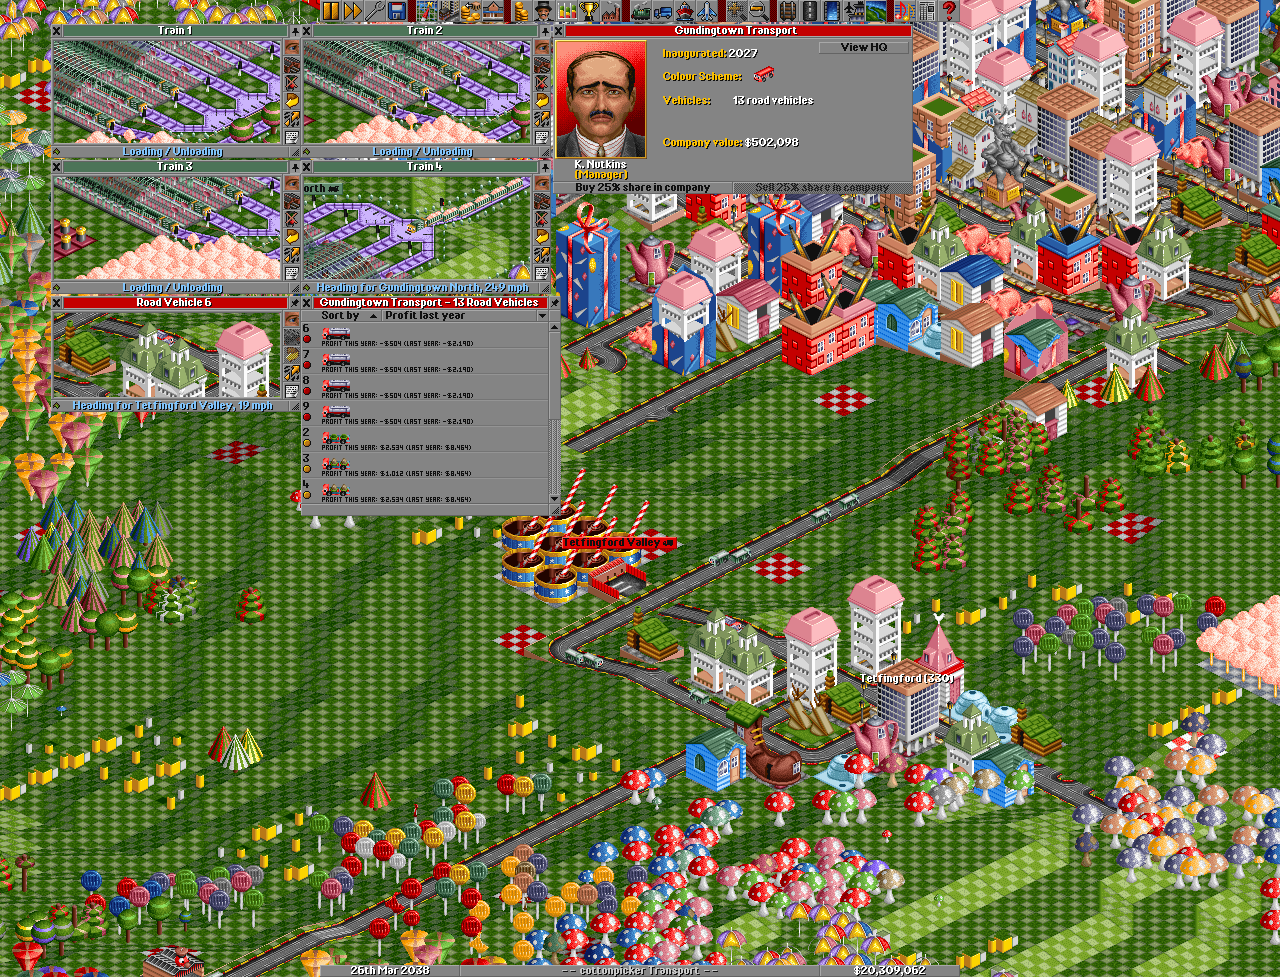 Train 1
Loading / Unloading
Train 2
Loading / Unloading
Gundingtown Transport
Inaugurated: 2027
View HQ
Colour Scheme:
Vehicles: 13 road vehicles
Company value: $502,098
K. Nutkins
(Manager)
Buy 25% share in company
Sell 25% share in company
Train 3
Loading / Unloading
Train 4
orth
Heading for Gundingtown North, 249 mph
Road Vehicle 6
Heading for Tetfingford Valley, 19 mph
Gundingtown Transport - 13 Road Vehicles
Sort by Profit last year
6
PROFIT THIS YEAR: -$504 (LAST YEAR: -$2,190)
7
PROFIT THIS YEAR: -$504 (LAST YEAR: -$2,190)
8
PROFIT THIS YEAR: -$504 (LAST YEAR: -$2,190)
9
PROFIT THIS YEAR: -$504 (LAST YEAR: -$2,190)
2
PROFIT THIS YEAR: $2,534 (LAST YEAR: $8,464)
3
PROFIT THIS YEAR: $1,012 (LAST YEAR: $8,464)
4
PROFIT THIS YEAR: $2,534 (LAST YEAR: $8,464)
Tetfingford Valley
Tetfingford (330)
26th Mar 2038
-- cottonpicker Transport --
$20,309,062